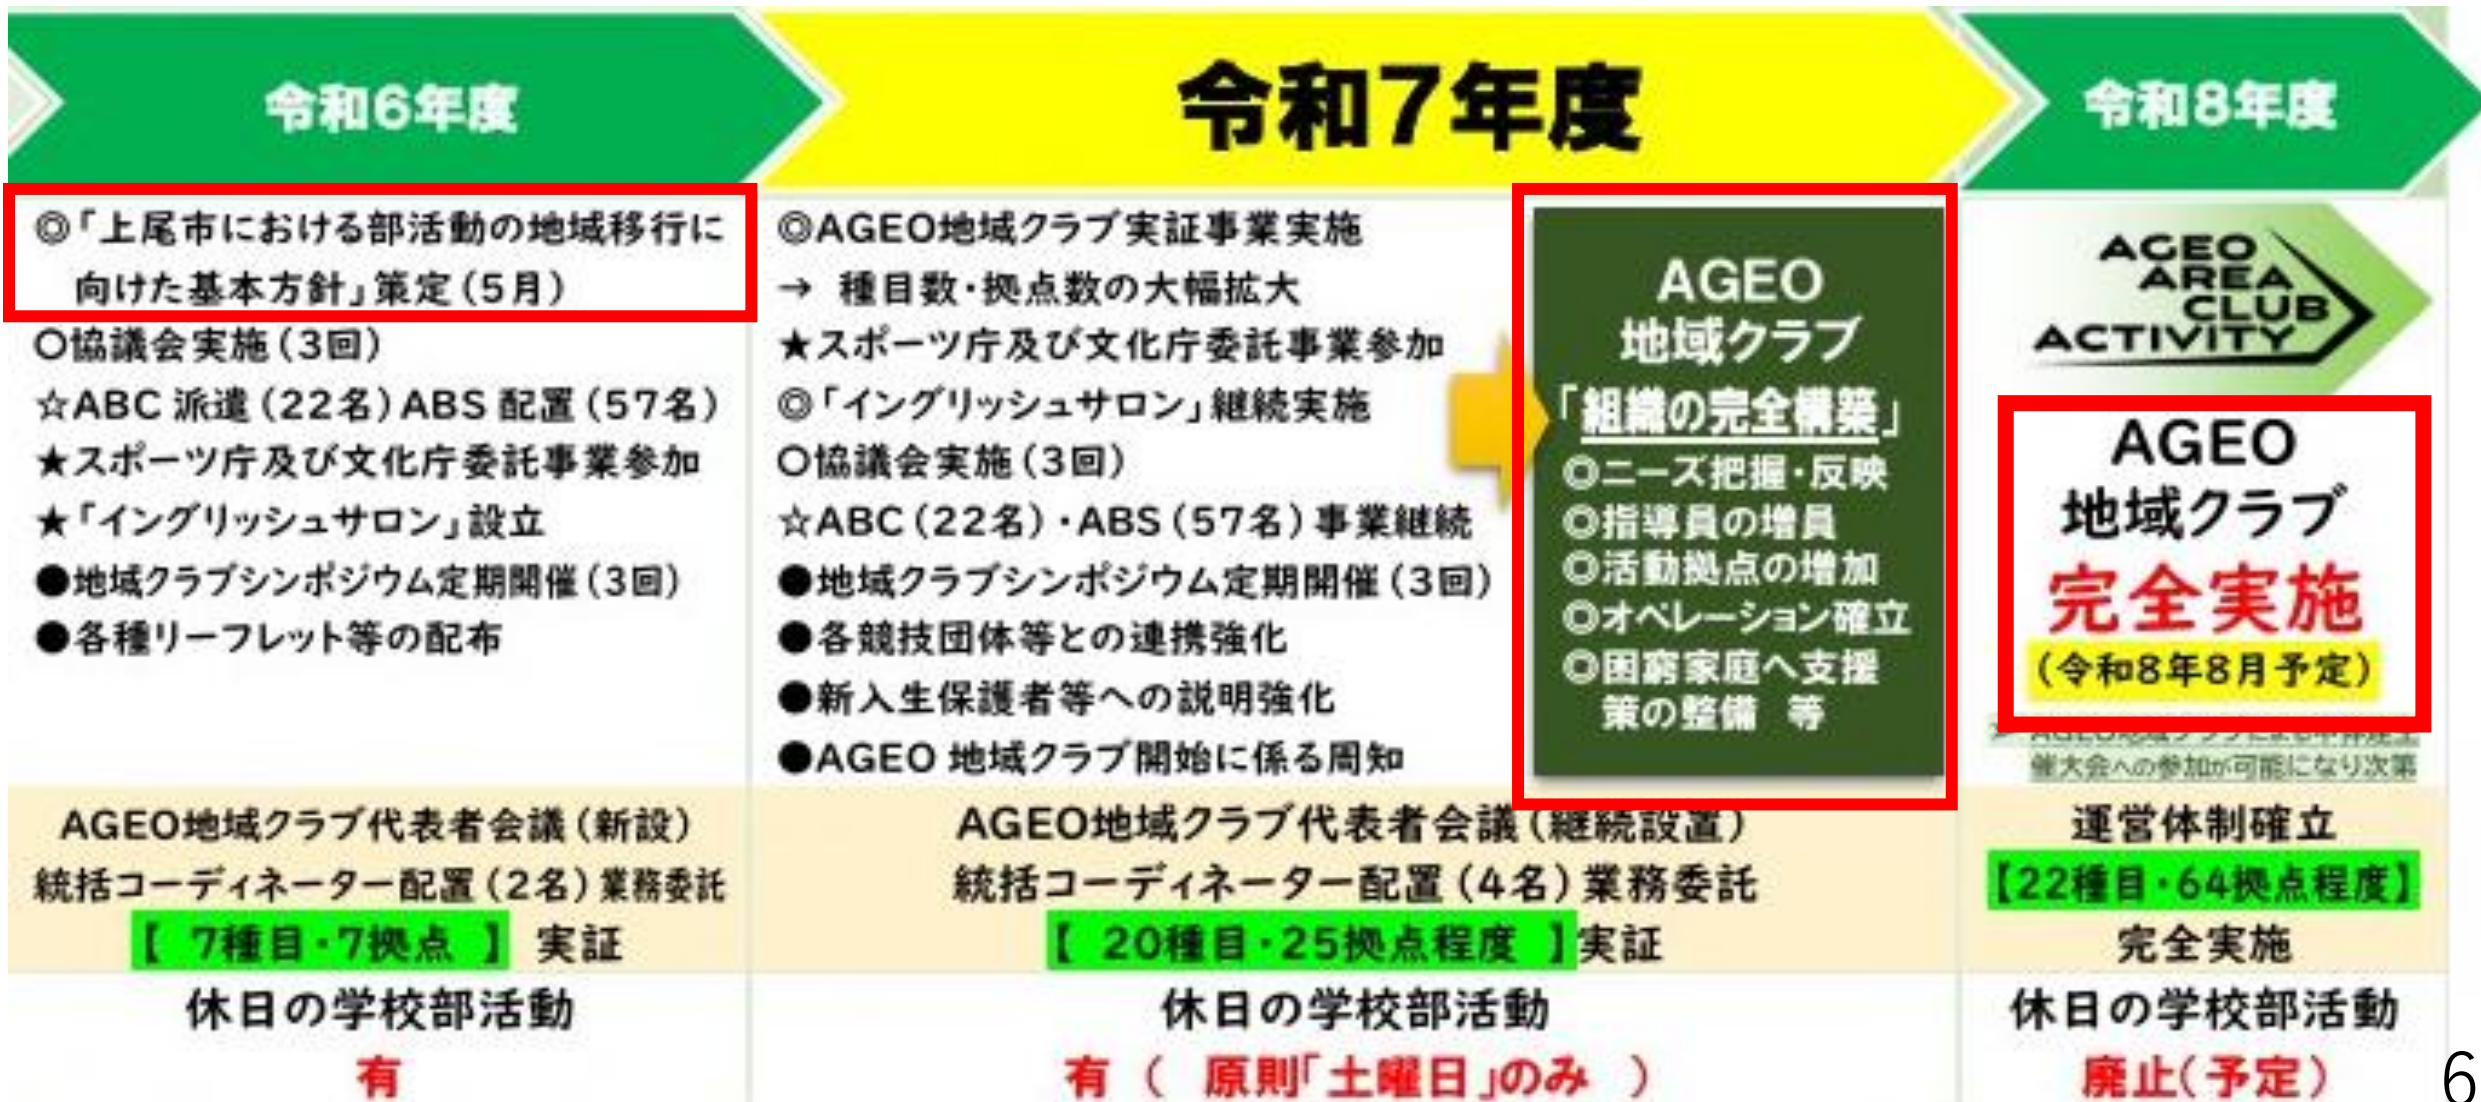 令和6年度
◎「上尾市における部活動の地域移行に
向けた基本方針」策定(5月)
〇協議会実施(3回)
☆ABC 派遣(22名)ABS 配置(57名)
★スポーツ庁及び文化庁委託事業参加
★「イングリッシュサロン」設立
●地域クラブシンポジウム定期開催(3回)
●各種リーフレット等の配布
AGEO地域クラブ代表者会議(新設)
統括コーディネーター配置(2名)業務委託
【 7種目・7拠点 】 実証
休日の学校部活動
有
令和7年度
◎AGEO地域クラブ実証事業実施
→ 種目数・拠点数の大幅拡大
★スポーツ庁及び文化庁委託事業参加
◎「イングリッシュサロン」継続実施
〇協議会実施(3回)
☆ABC(22名)・ABS(57名)事業継続
●地域クラブシンポジウム定期開催(3回)
●各競技団体等との連携強化
●新入生保護者等への説明強化
●AGEO 地域クラブ開始に係る周知
AGEO
地域クラブ
「組織の完全構築」
◎ニーズ把握・反映
◎指導員の増員
◎活動拠点の増加
◎オペレーション確立
◎困窮家庭へ支援
策の整備 等
AGEO地域クラブ代表者会議(継続設置)
統括コーディネーター配置(4名)業務委託
【 20種目・25拠点程度 】実証
休日の学校部活動
有 ( 原則「土曜日」のみ )
令和8年度
AGEO
AREA
CLUB
ACTIVITY
AGEO
地域クラブ
完全実施
(令和8年8月予定)
催大会への参加が可能になり次第
運営体制確立
【22種目・64拠点程度】
完全実施
休日の学校部活動
廃止(予定)
6